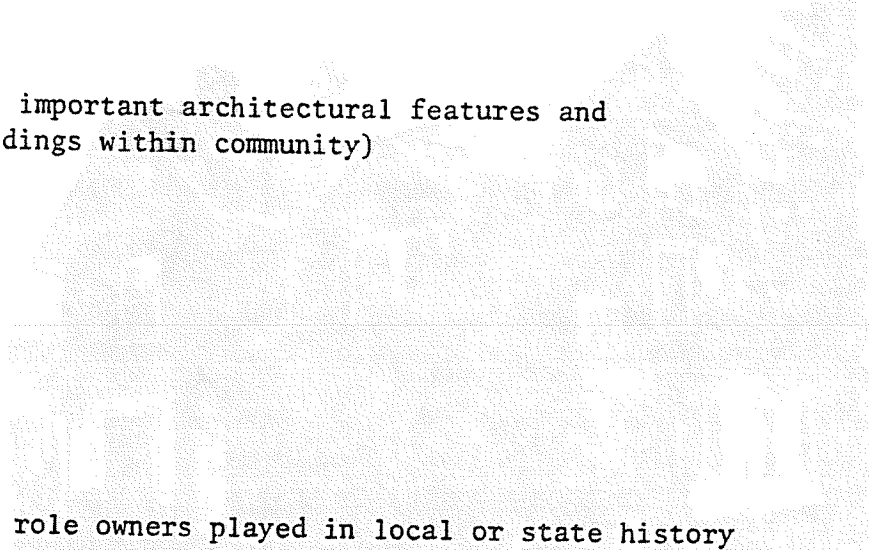 important architectural features and
dings within community)
role owners played in local or state history